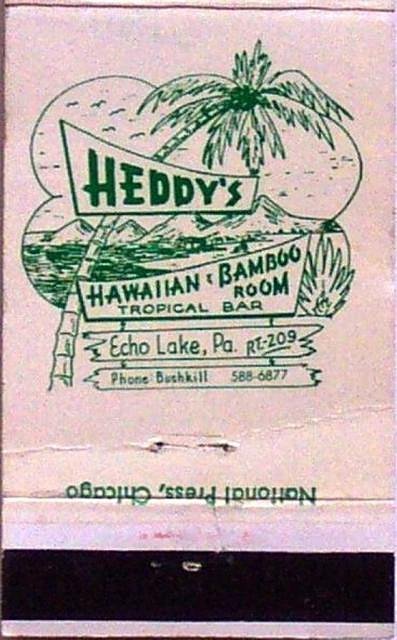 HEDDY'S
HAWAIIAN & BAMBOO
ROOM
TROPICAL BAR
Echo Lake, Pa. RT-209
Phone Bushkill 588-6877
National Press, Chicago